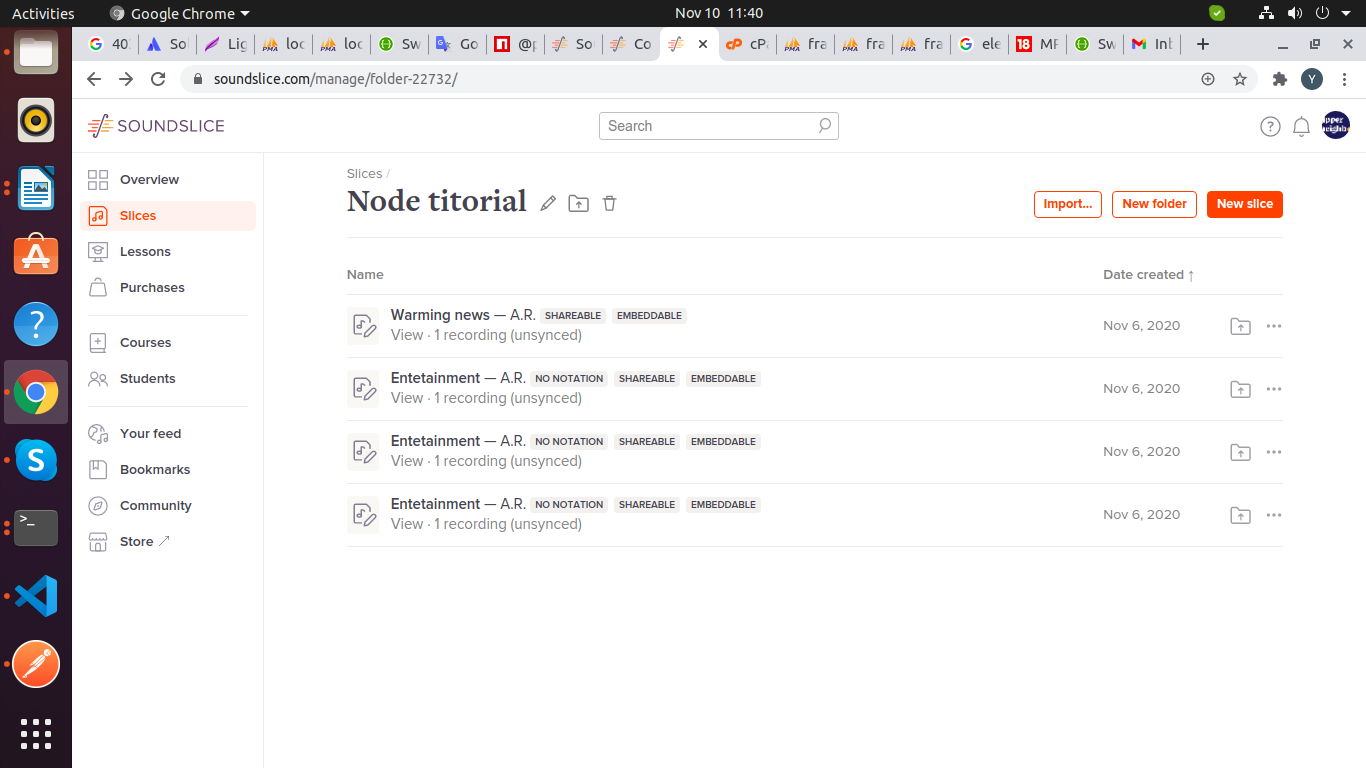 Activities Google Chrome Nov 10 11:40
40 So Lig loc loc Sw Go @p So Co cPa fra fra fra ele 18 MP Sw Inb
soundslice.com/manage/folder-22732/ Y
SOUNDSLICE Search
Overview
Slices
Lessons
Purchases
Courses
Students
Your feed
Bookmarks
Community
Store
Slices /
Node titorial
Import... New folder New slice
Name Date created ↑
Warming news — A.R. SHAREABLE EMBEDDABLE
View · 1 recording (unsynced) Nov 6, 2020
Entetainment — A.R. NO NOTATION SHAREABLE EMBEDDABLE
View · 1 recording (unsynced) Nov 6, 2020
Entetainment — A.R. NO NOTATION SHAREABLE EMBEDDABLE
View · 1 recording (unsynced) Nov 6, 2020
Entetainment — A.R. NO NOTATION SHAREABLE EMBEDDABLE
View · 1 recording (unsynced) Nov 6, 2020